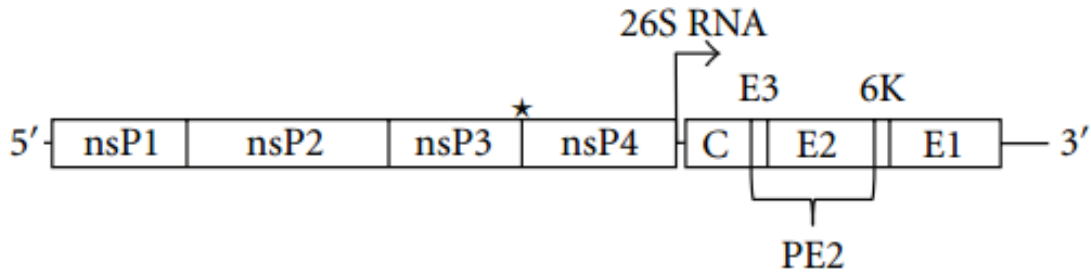 26S RNA
E3 6K
★
5′ nsP1 nsP2 nsP3 nsP4 C E2 E1 3′
PE2